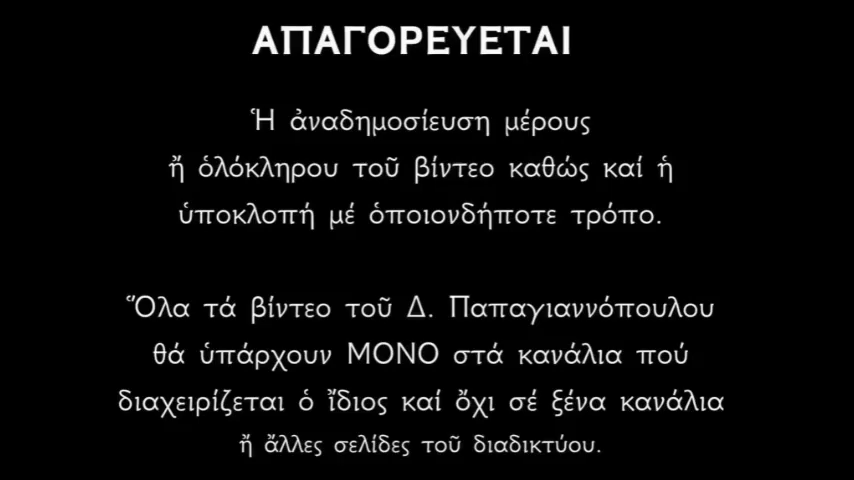 ΑΠΑΓΟΡΕΥΕΤΑΙ
Ἡ ἀναδημοσίευση μέρους
ἤ ὁλόκληρου τοῦ βίντεο καθώς καί ἡ
ὑποκλοπή μέ ὁποιονδήποτε τρόπο.
Ὅλα τά βίντεο τοῦ Δ. Παπαγιαννόπουλου
θά ὑπάρχουν ΜΟΝΟ στά κανάλια πού
διαχειρίζεται ὁ ἴδιος καί ὄχι σέ ξένα κανάλια
ἤ ἄλλες σελίδες τοῦ διαδικτύου.